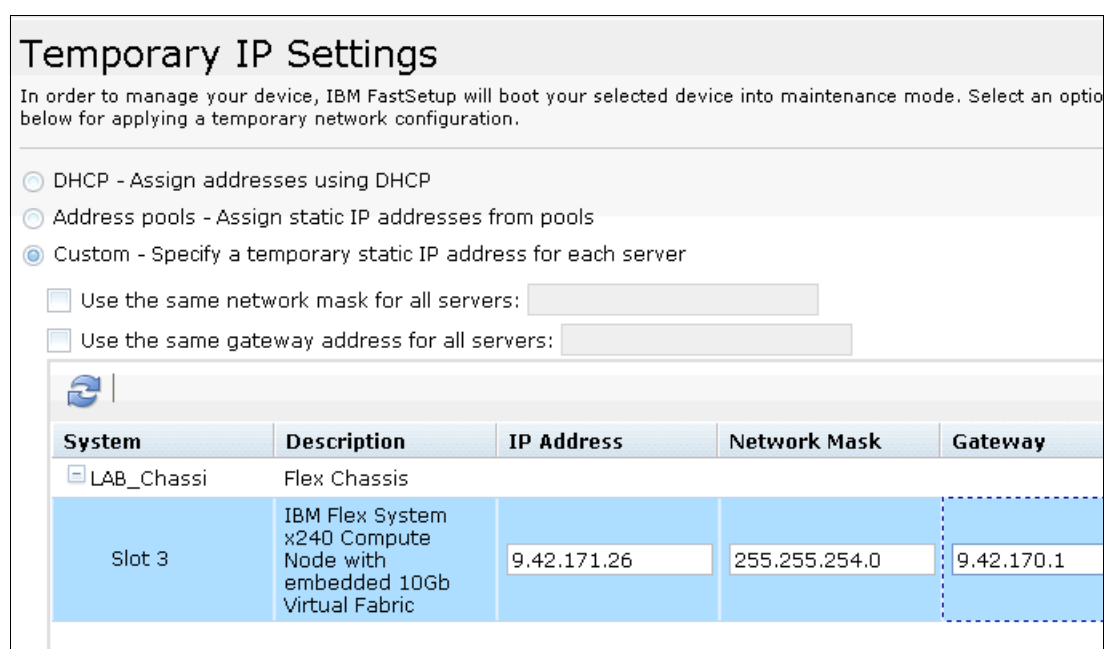 Temporary IP Settings
In order to manage your device, IBM FastSetup will boot your selected device into maintenance mode. Select an optio
below for applying a temporary network configuration.
DHCP - Assign addresses using DHCP
Address pools - Assign static IP addresses from pools
Custom - Specify a temporary static IP address for each server
Use the same network mask for all servers:
Use the same gateway address for all servers:
System Description IP Address Network Mask Gateway
LAB_Chassi Flex Chassis
IBM Flex System
x240 Compute
Slot 3 Node with 9.42.171.26 255.255.254.0 9.42.170.1
embedded 10Gb
Virtual Fabric